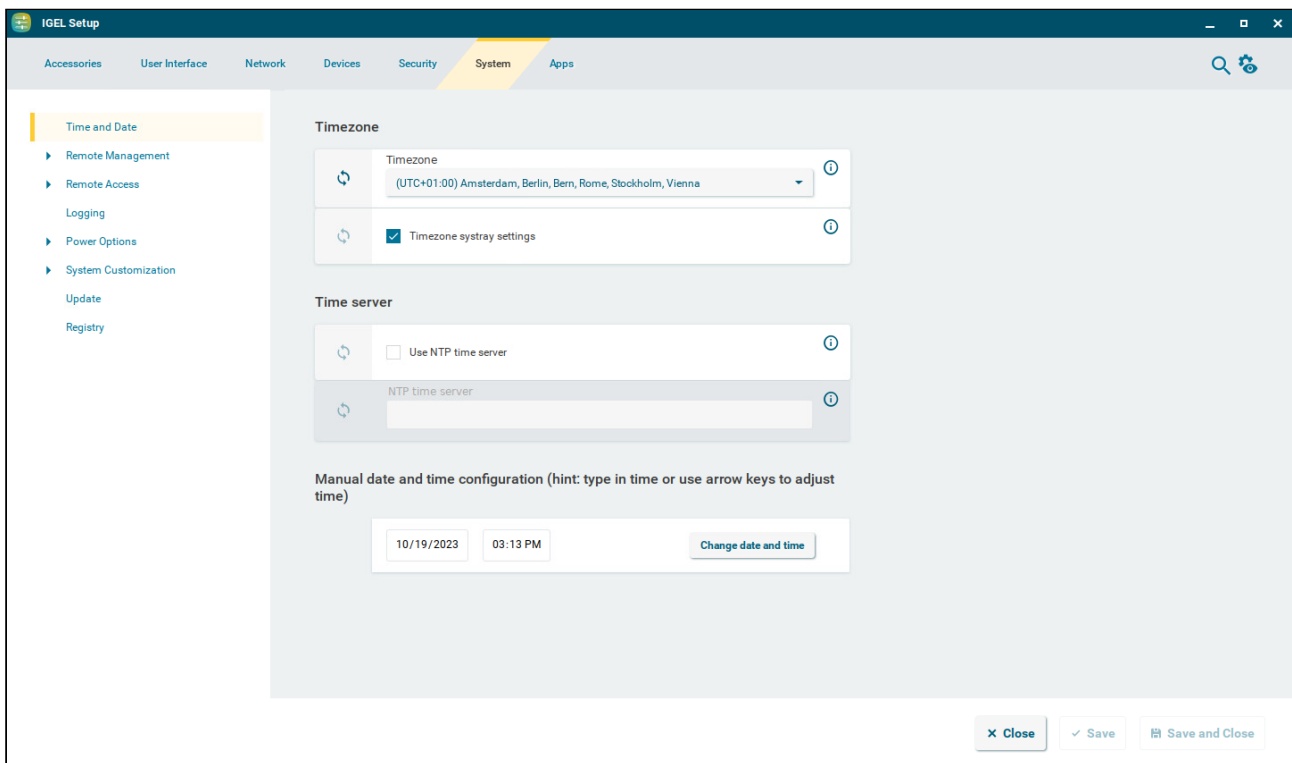 IGEL Setup
Accessories User Interface Network Devices Security System Apps
Time and Date
Remote Management
Remote Access
Logging
Power Options
System Customization
Update
Registry
Timezone
Timezone
(UTC+01:00) Amsterdam, Berlin, Bern, Rome, Stockholm, Vienna
Timezone systray settings
Time server
Use NTP time server
NTP time server
Manual date and time configuration (hint: type in time or use arrow keys to adjust
time)
10/19/2023 03:13 PM Change date and time
Close Save Save and Close